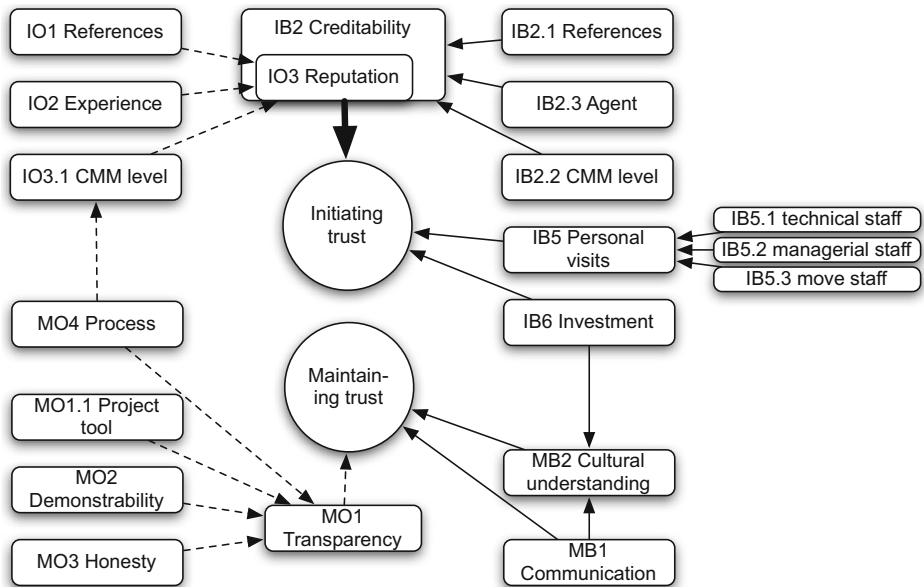 IO1 References
IB2 Creditability
IB2.1 References
IO3 Reputation
IO2 Experience
IB2.3 Agent
IO3.1 CMM level
IB2.2 CMM level
Initiating
trust
IB5 Personal
visits
IB5.1 technical staff
IB5.2 managerial staff
IB5.3 move staff
MO4 Process
IB6 Investment
Maintain-
ing trust
MO1.1 Project
tool
MO2
Demonstrability
MB2 Cultural
understanding
MO1
Transparency
MO3 Honesty
MB1
Communication